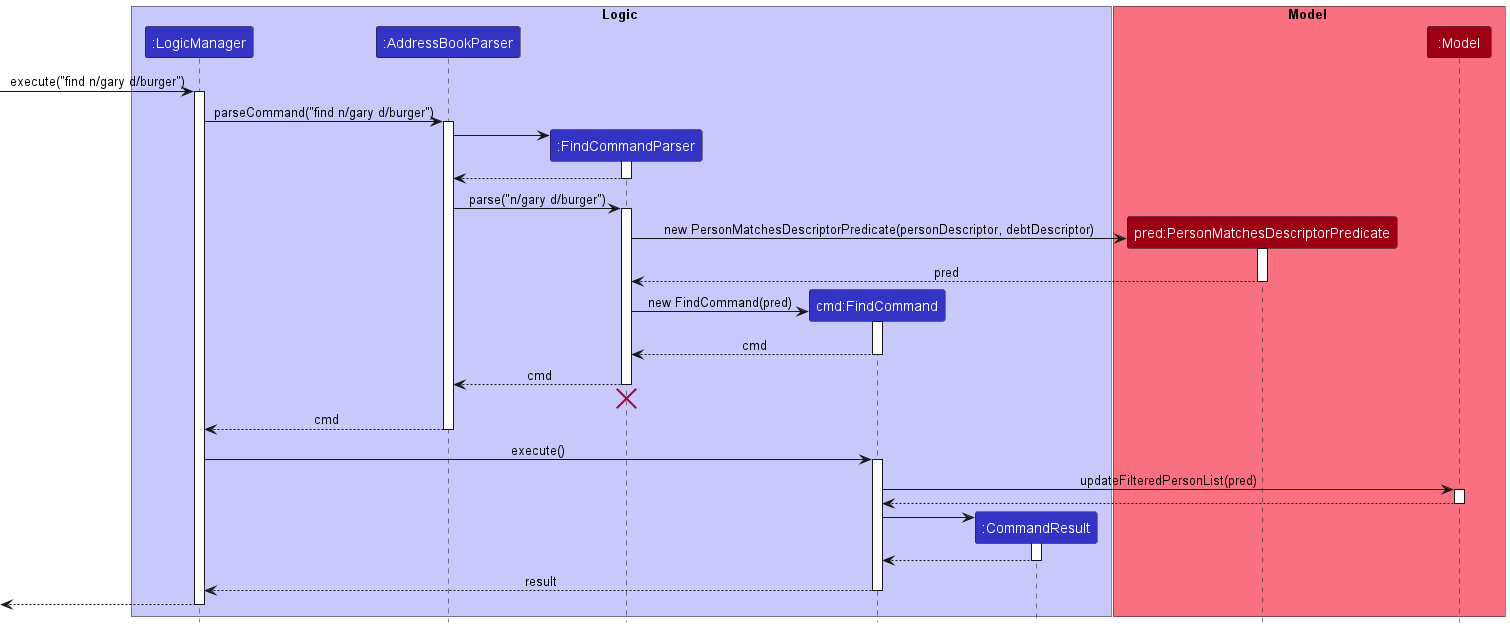 Logic
Model
:LogicManager
:AddressBookParser
:Model
execute("find n/gary d/burger")
parseCommand("find n/gary d/burger")
:FindCommandParser
parse("n/gary d/burger")
new PersonMatchesDescriptorPredicate(personDescriptor, debtDescriptor)
pred:PersonMatchesDescriptorPredicate
pred
new FindCommand(pred)
cmd:FindCommand
cmd
cmd
cmd
execute()
updateFilteredPersonList(pred)
:CommandResult
result